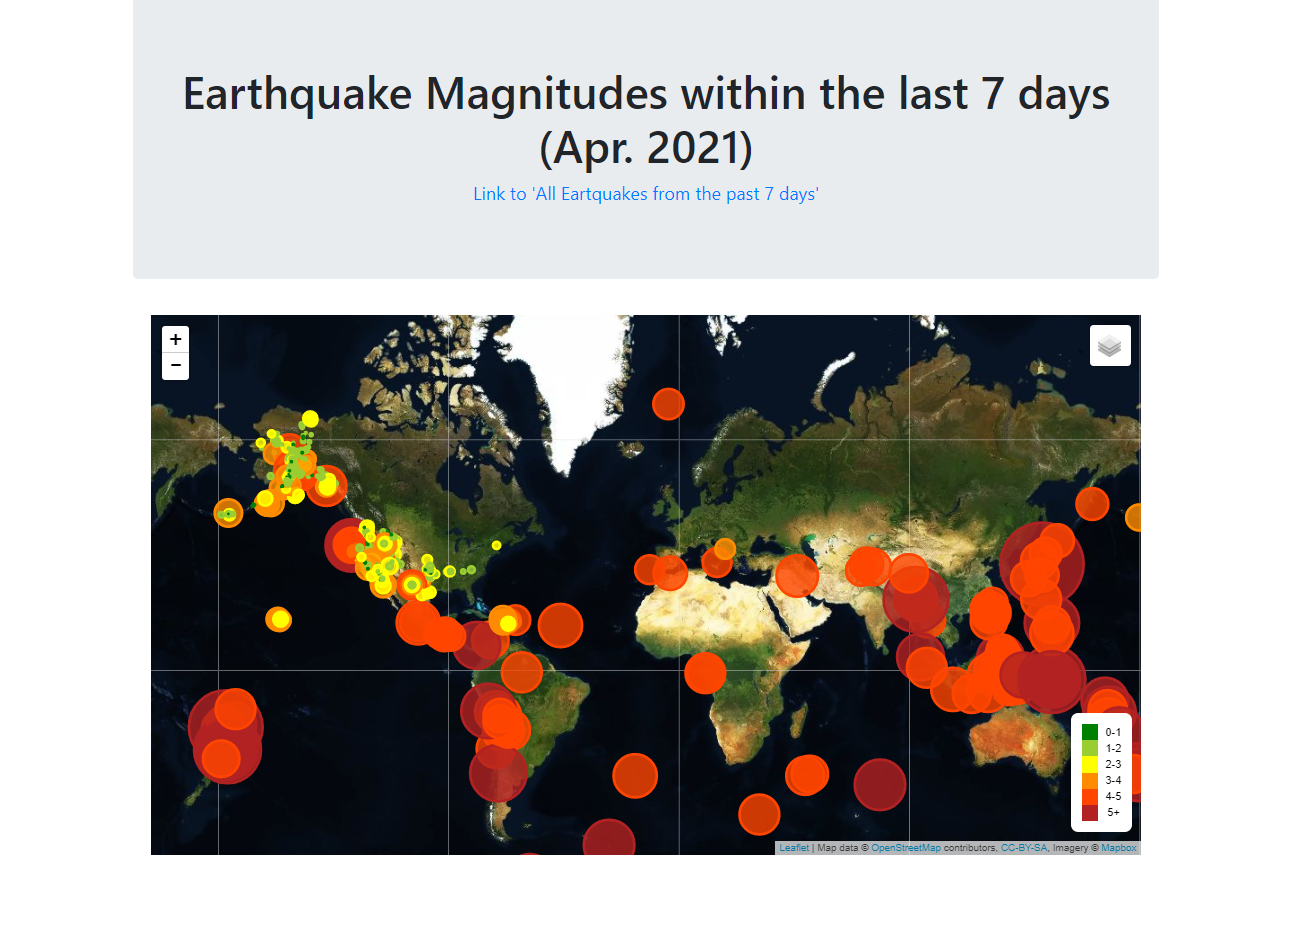 Earthquake Magnitudes within the last 7 days
(Apr. 2021)
Link to 'All Eartquakes from the past 7 days'
+
−
0-1
1-2
2-3
3-4
4-5
5+
Leaflet | Map data © OpenStreetMap contributors, CC-BY-SA, Imagery © Mapbox